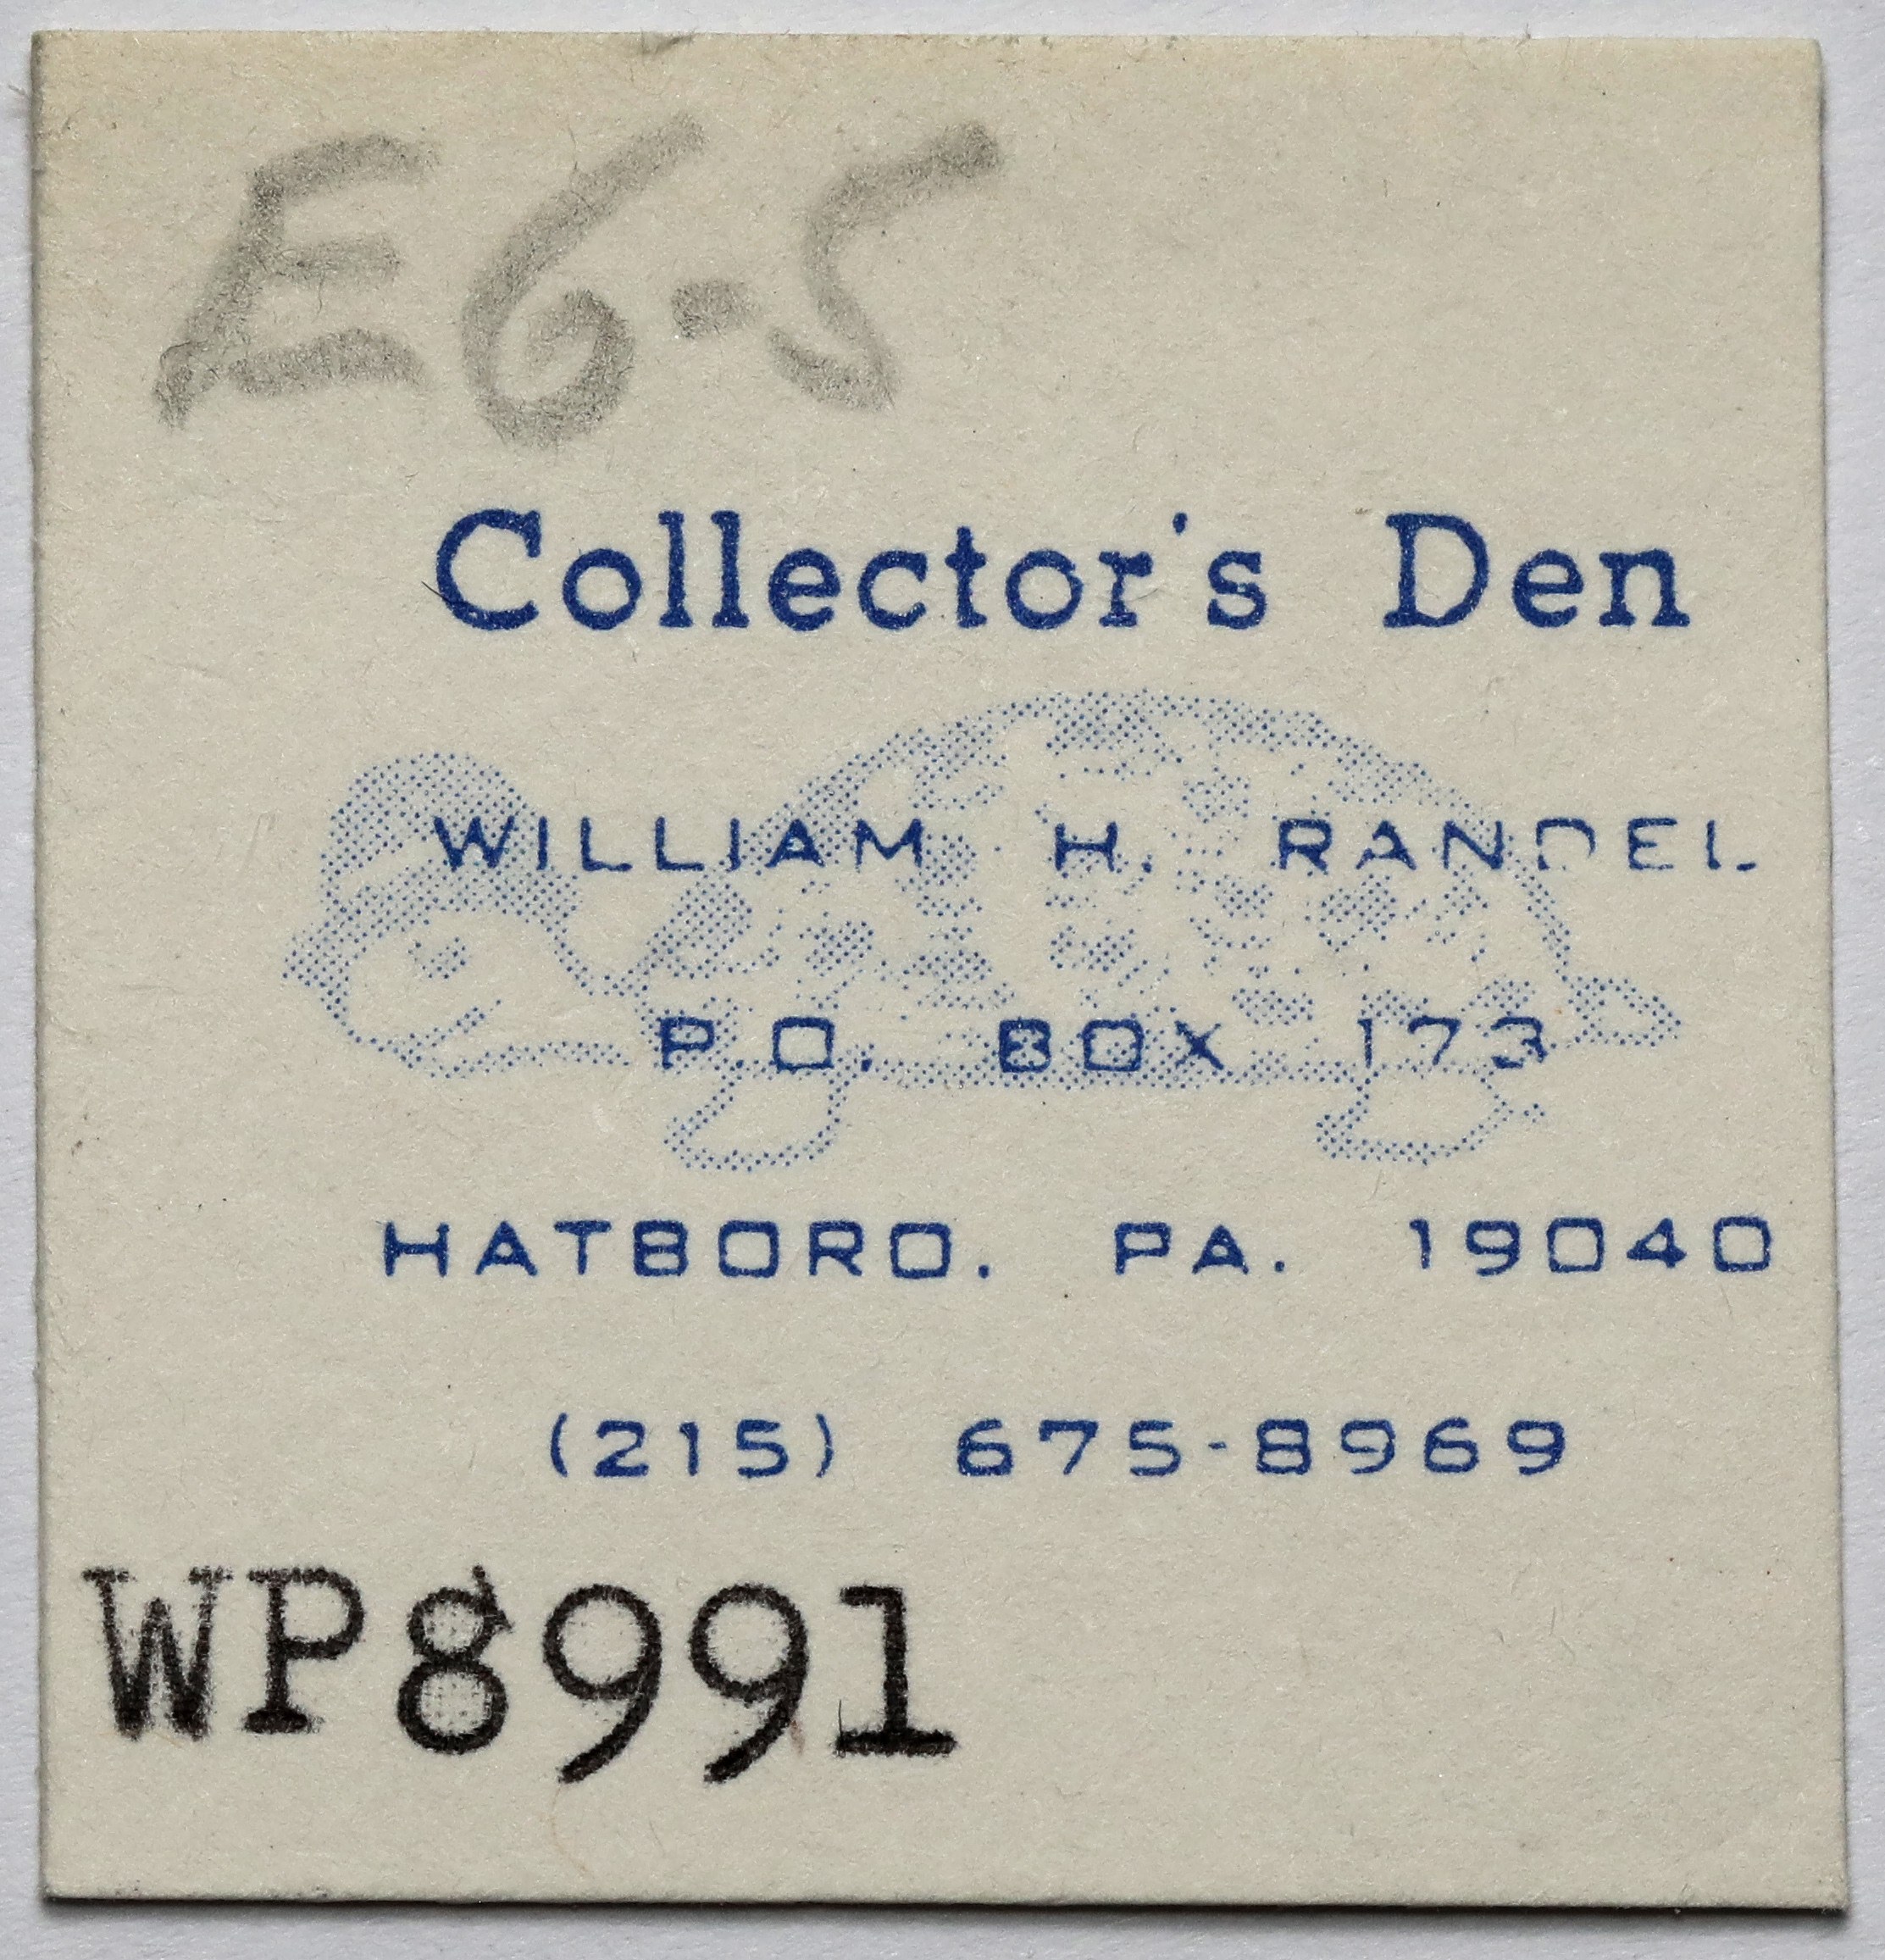 E6-5
Collector's Den
WILLIAM H. RANDEL
P.O. BOX 173
HATBORO. PA. 19040
(215) 675-8969
WP8991